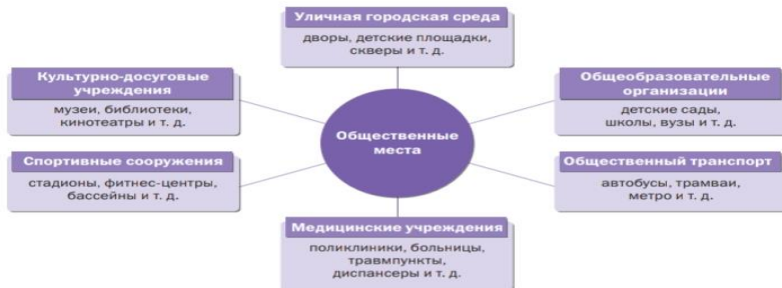 Уличная городская среда
дворы, детские площадки,
скверы и т. д.
Культурно-досуговые
учреждения
музеи, библиотеки,
кинотеатры и т. д.
Общеобразовательные
организации
детские сады,
школы, вузы и т. д.
Общественные
места
Спортивные сооружения
стадионы, фитнес-центры,
бассейны и т. д.
Общественный транспорт
автобусы, трамваи,
метро и т. д.
Медицинские учреждения
поликлиники, больницы,
травмпункты,
диспансеры и т. д.